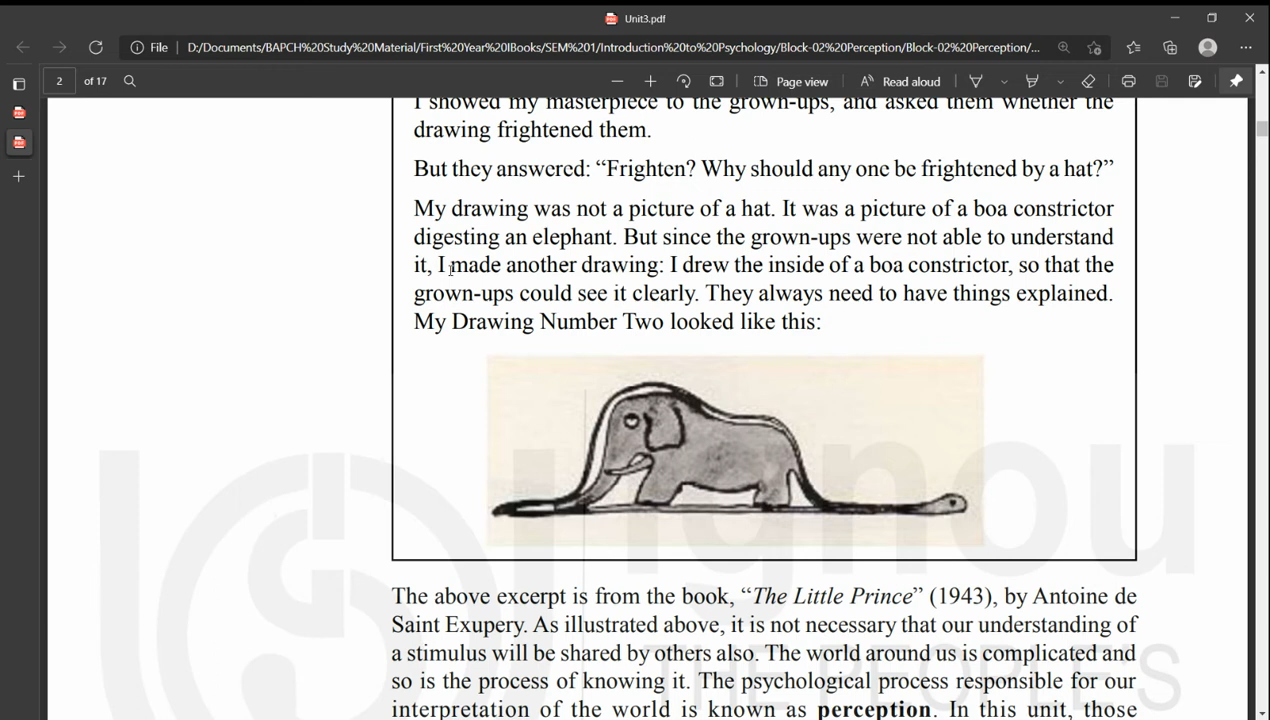 Unit3.pdf
File D:/Documents/BAPCH%20Study%20Material/First%20Year%20IBooks/SEM%201/Introduction%20to%20Psychology/Block-02%20Perception/Block-02%20Perception/...
2 of 17 Page view Read aloud
I showed my masterpiece to the grown-ups, and asked them whether the
drawing frightened them.
But they answered: “Frighten? Why should any one be frightened by a hat?”
My drawing was not a picture of a hat. It was a picture of a boa constrictor
digesting an elephant. But since the grown-ups were not able to understand
it, I made another drawing: I drew the inside of a boa constrictor, so that the
grown-ups could see it clearly. They always need to have things explained.
My Drawing Number Two looked like this:
ignou
The above excerpt is from the book, “The Little Prince” (1943), by Antoine de
Saint Exupery. As illustrated above, it is not necessary that our understanding of
a stimulus will be shared by others also. The world around us is complicated and
THE PEOPLE'S
so is the process of knowing it. The psychological process responsible for our
interpretation of the world is known as perception. In this unit, those